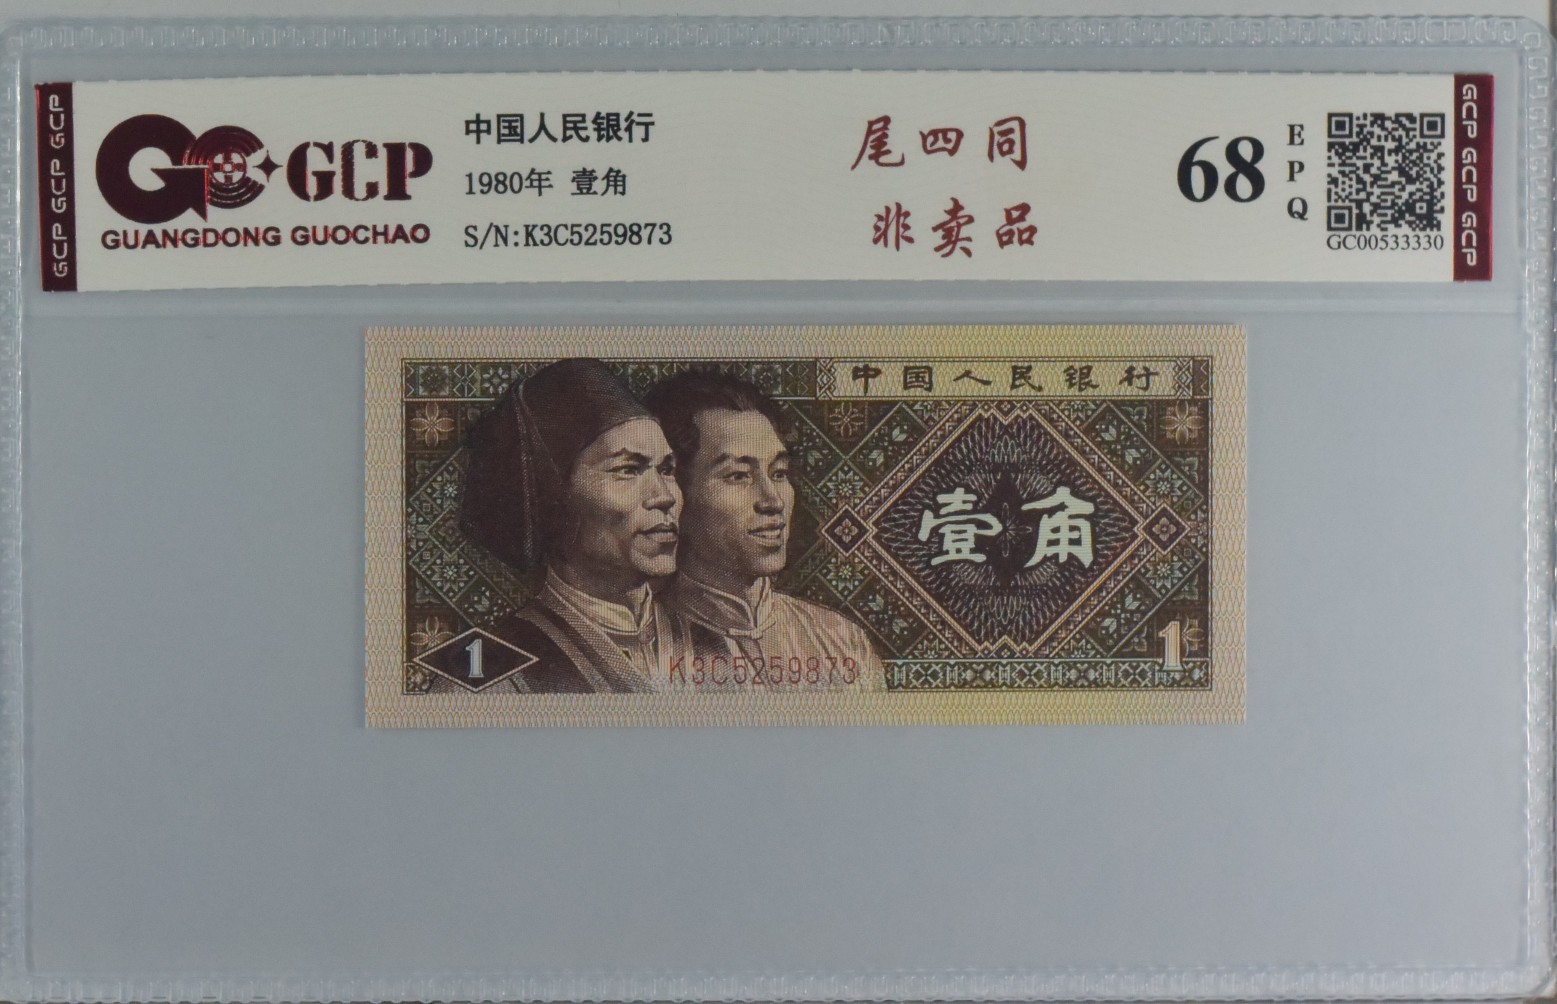 GCP GCP GCP
GCP
GUANGDONG GUOCHAO
中国人民银行
1980年 壹角
S/N:K3C5259873
尾四同
非卖品
68
EPQ
GC00533330
GCP GCP GCP
中国人民银行
壹角
1
K3C5259873
1